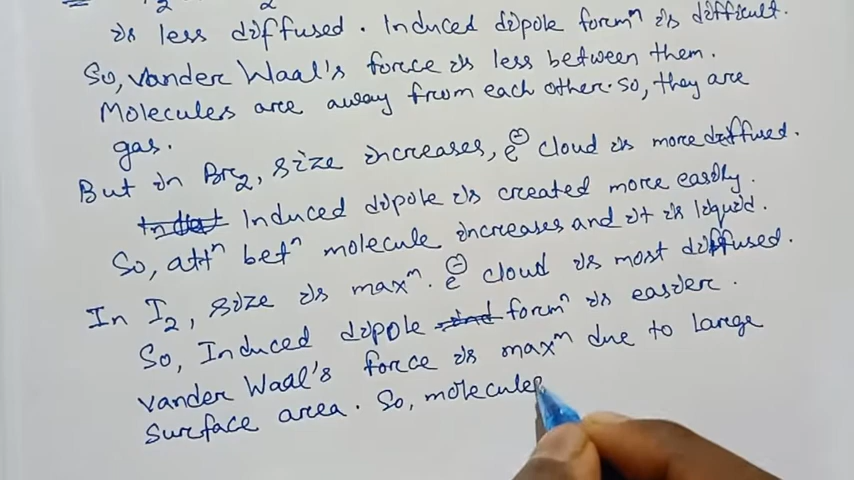 is less diffused. Induced dipole formⁿ is difficult.
So, vander Waal's force is less between them.
Molecules are away from each other. So, they are
gas.
But in Br₂, size increases, e⊖ cloud is more diffused.
Induced dipole is created more easily.
So, attⁿ betⁿ molecule increases and it is liquid.
In I₂, size is maxᵐ. e⊖ cloud is most diffused.
So, Induced dipole formⁿ is easier.
vander Waal's force is maxᵐ due to large
surface area. So, molecules